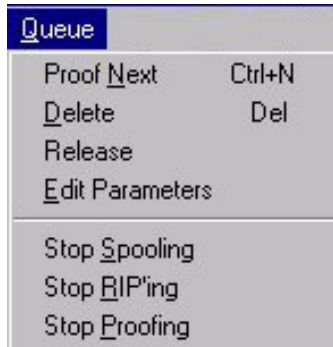 Queue
Proof Next Ctrl+N
Delete Del
Release
Edit Parameters
Stop Spooling
Stop RIP'ing
Stop Proofing